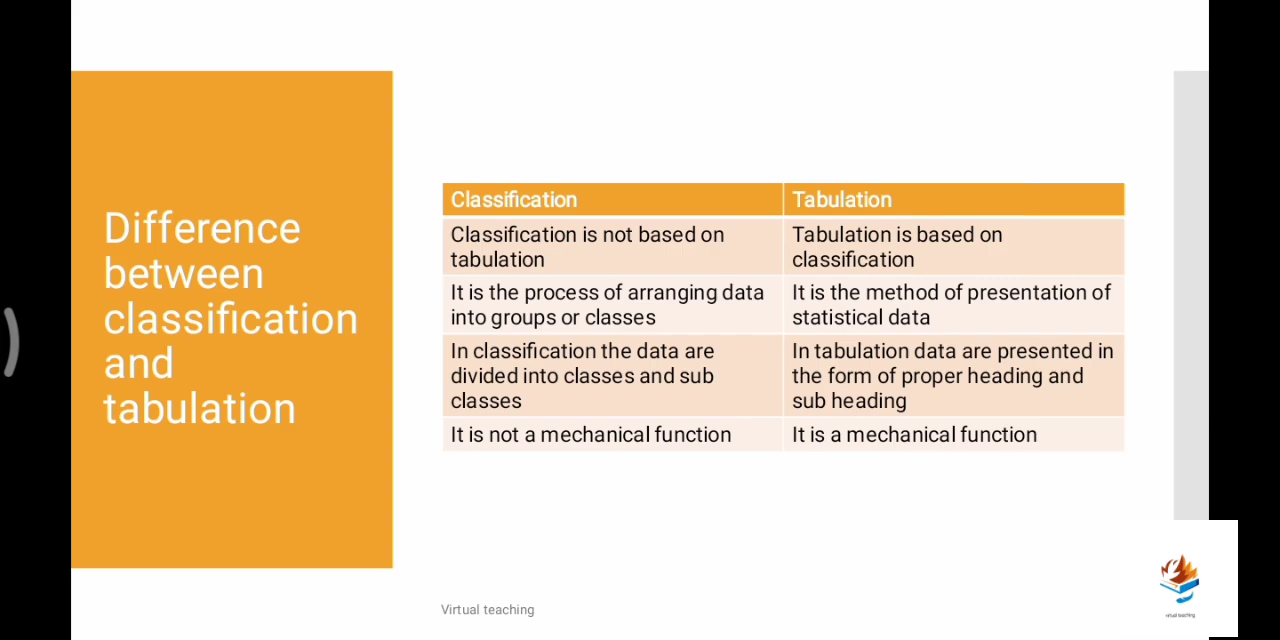 Difference
between
classification
and
tabulation
Classification
Tabulation
Classification is not based on
tabulation
Tabulation is based on
classification
It is the process of arranging data
into groups or classes
It is the method of presentation of
statistical data
In classification the data are
divided into classes and sub
classes
In tabulation data are presented in
the form of proper heading and
sub heading
It is not a mechanical function
It is a mechanical function
Virtual teaching
virtual teaching